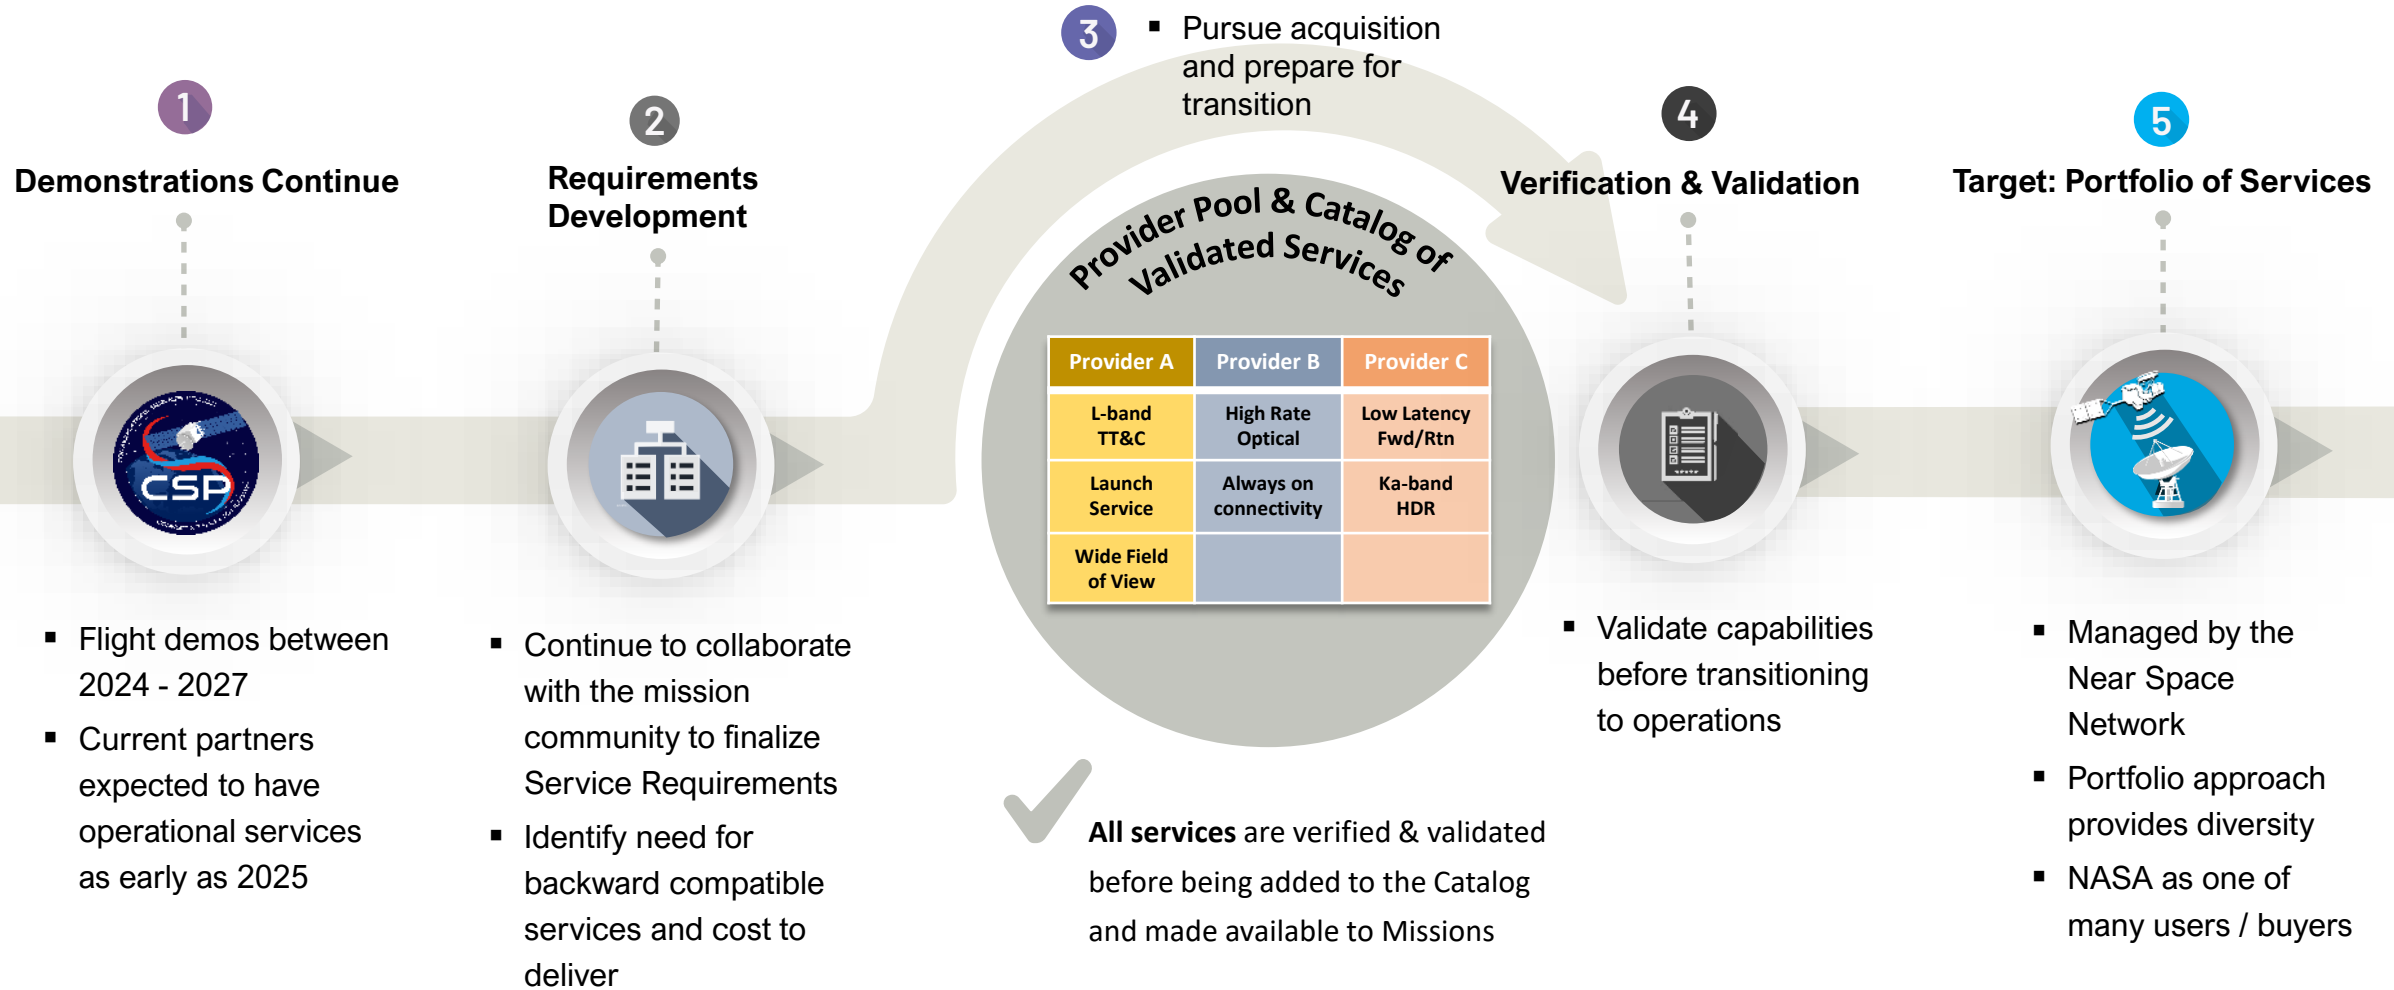 1
Demonstrations Continue
CSP
▪ Flight demos between
2024 - 2027
▪ Current partners
expected to have
operational services
as early as 2025
2
Requirements
Development
▪ Continue to collaborate
with the mission
community to finalize
Service Requirements
▪ Identify need for
backward compatible
services and cost to
deliver
3
▪ Pursue acquisition
and prepare for
transition
Provider Pool & Catalog of
Validated Services
Provider A Provider B Provider C
L-band High Rate Low Latency
TT&C Optical Fwd/Rtn
Launch Always on Ka-band
Service connectivity HDR
Wide Field
of View
All services are verified & validated
before being added to the Catalog
and made available to Missions
4
Verification & Validation
▪ Validate capabilities
before transitioning
to operations
5
Target: Portfolio of Services
▪ Managed by the
Near Space
Network
▪ Portfolio approach
provides diversity
▪ NASA as one of
many users / buyers